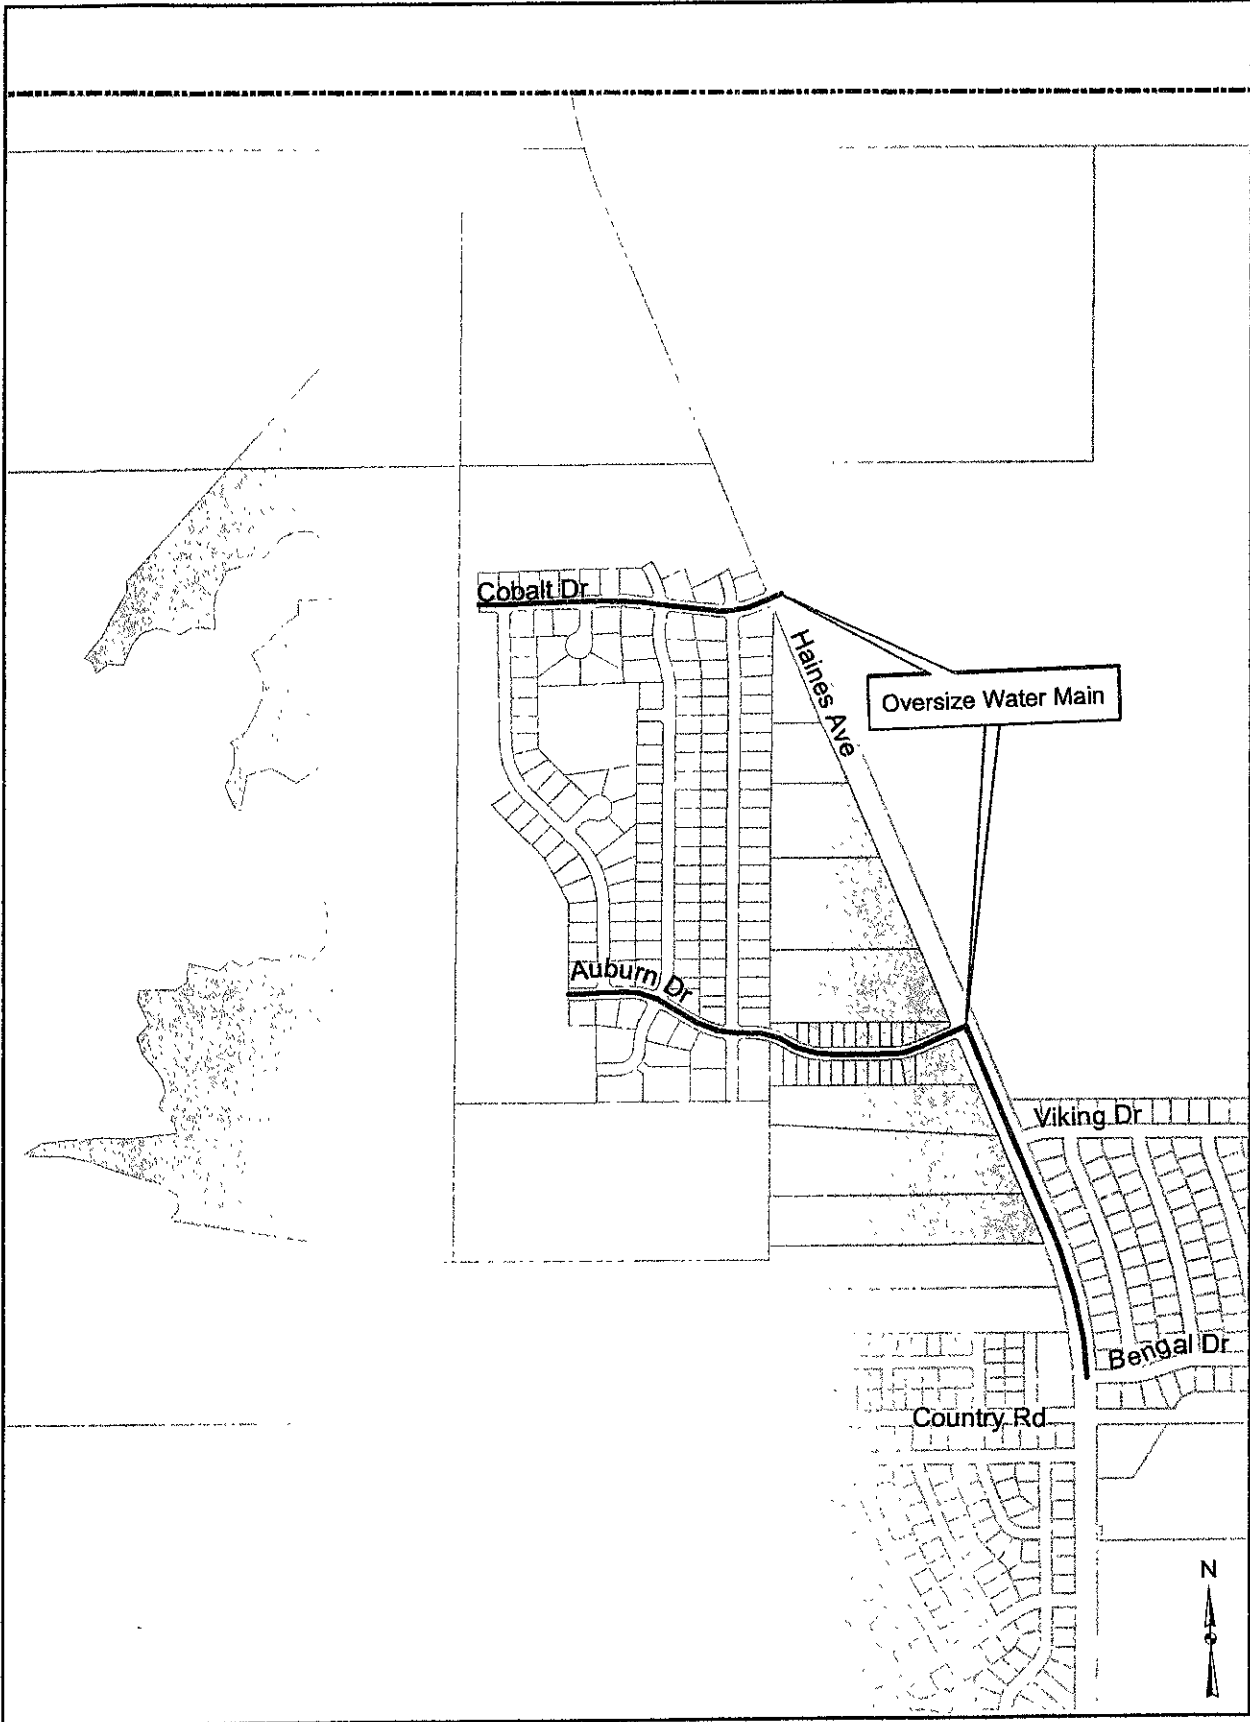 Cobalt Dr
Haines Ave
Oversize Water Main
Auburn Dr
Viking Dr
Bengal Dr
Country Rd
N